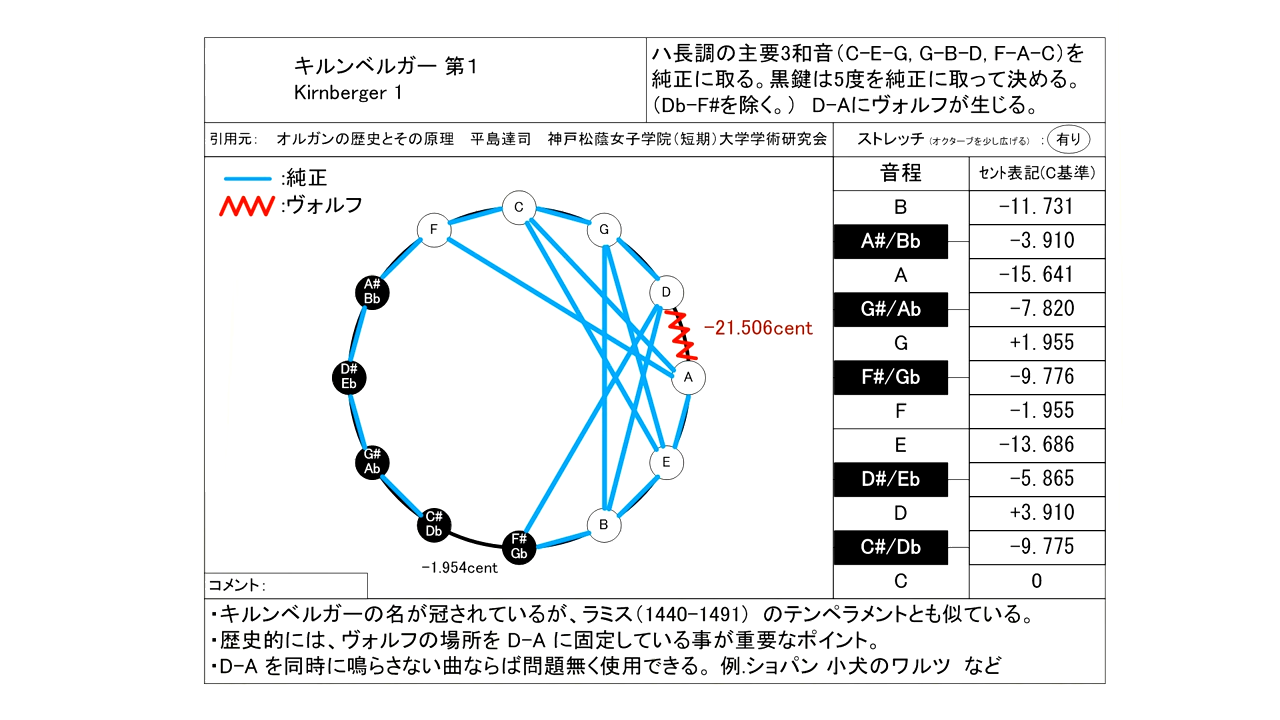 キルンベルガー 第1
Kirnberger 1
ハ長調の主要3和音（C-E-G, G-B-D, F-A-C）を
純正に取る。黒鍵は5度を純正に取って決める。
（Db-F#を除く。） D-Aにヴォルフが生じる。
引用元： オルガンの歴史とその原理 平島達司 神戸松蔭女子学院（短期）大学学術研究会
ストレッチ（オクターブを少し広げる） ： 有り
:純正
:ヴォルフ
C
F
G
A#
Bb
D
-21.506cent
D#
Eb
A
G#
Ab
E
C#
Db
B
F#
Gb
-1.954cent
音程 セント表記（C基準）
B -11.731
A#/Bb -3.910
A -15.641
G#/Ab -7.820
G +1.955
F#/Gb -9.776
F -1.955
E -13.686
D#/Eb -5.865
D +3.910
C#/Db -9.775
C 0
コメント：
・キルンベルガーの名が冠されているが、ラミス（1440-1491） のテンペラメントとも似ている。
・歴史的には、ヴォルフの場所を D-A に固定している事が重要なポイント。
・D-A を同時に鳴らさない曲ならば問題無く使用できる。 例.ショパン 小犬のワルツ など